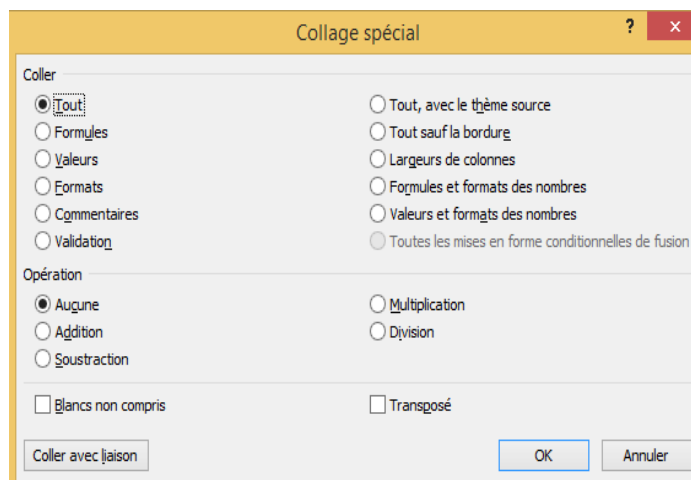 Collage spécial
?
x
Coller
Tout
Tout, avec le thème source
Formules
Tout sauf la bordure
Valeurs
Largeurs de colonnes
Formats
Formules et formats des nombres
Commentaires
Valeurs et formats des nombres
Validation
Toutes les mises en forme conditionnelles de fusion
Opération
Aucune
Multiplication
Addition
Division
Soustraction
Blancs non compris
Transposé
Coller avec liaison
OK
Annuler